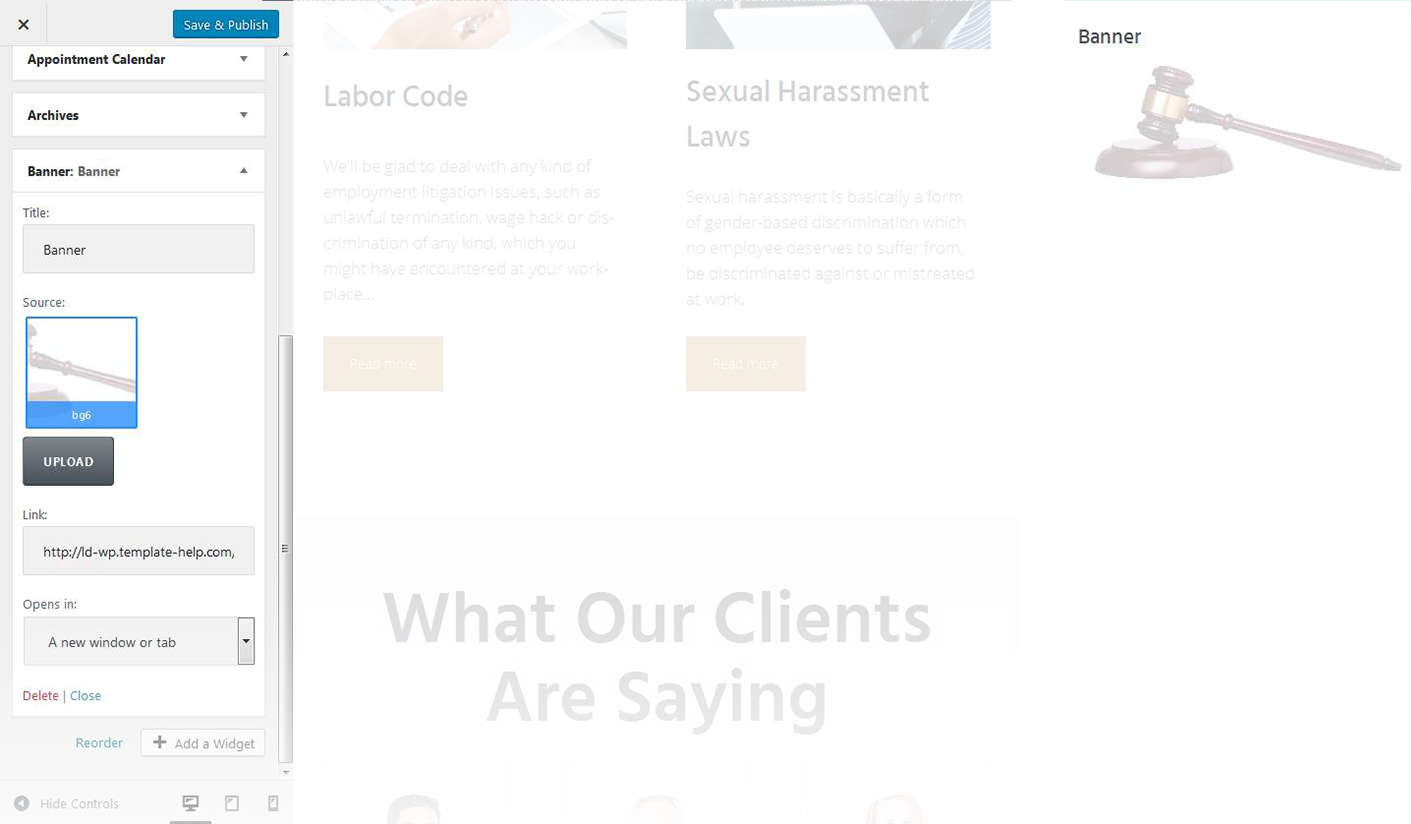 Save & Publish
Appointment Calendar
Archives
Banner: Banner
Title:
Banner
Source:
bg6
UPLOAD
Link:
http://ld-wp.template-help.com,
Opens in:
A new window or tab
Delete | Close
Reorder
Add a Widget
Hide Controls
Labor Code
We'll be glad to deal with any kind of
employment litigation issues, such as
unlawful termination, wage hack or dis-
crimination of any kind, which you
might have encountered at your work-
place...
Read more
Sexual Harassment
Laws
Sexual harassment is basically a form
of gender-based discrimination which
no employee deserves to suffer from,
be discriminated against or mistreated
at work.
Read more
What Our Clients
Are Saying
Banner